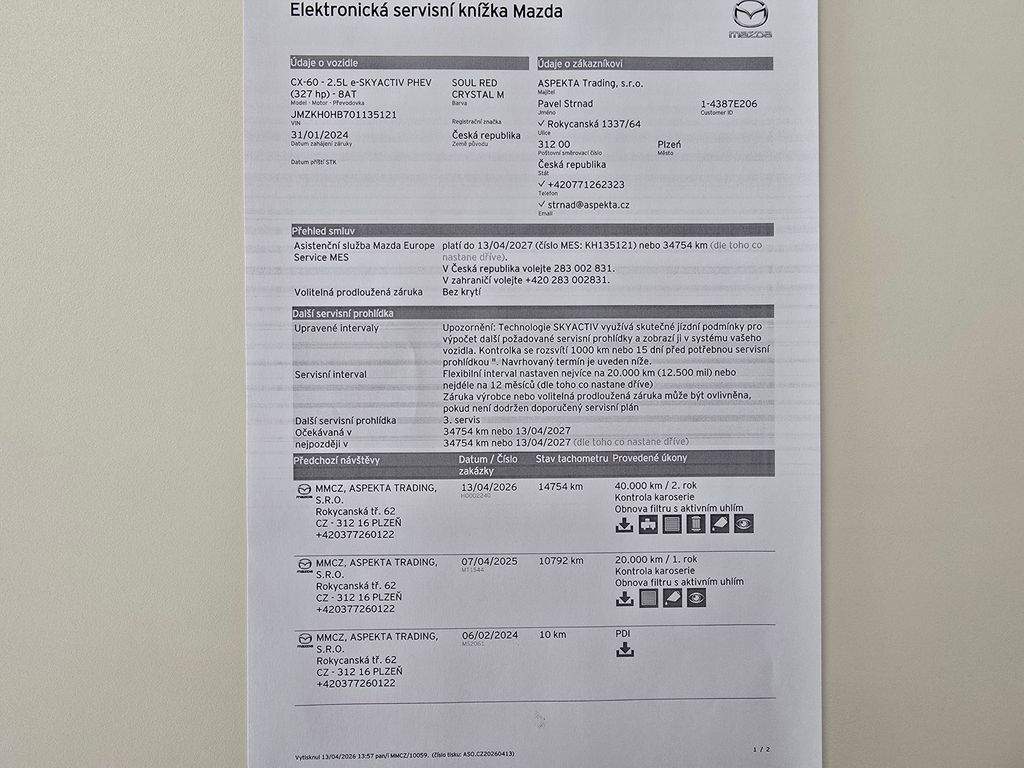 Elektronická servisní knížka Mazda
mazda
Údaje o vozidle
CX-60 - 2.5L e-SKYACTIV PHEV
(327 hp) - 8AT
Model - Motor - Převodovka
SOUL RED
CRYSTAL M
Barva
JMZKH0HB701135121
VIN
Registrační značka
31/01/2024
Datum zahájení záruky
Česká republika
Země původu
Datum příští STK
Údaje o zákazníkovi
ASPEKTA Trading, s.r.o.
Majitel
Pavel Strnad
Jméno
1-4387E206
Customer ID
Rokycanská 1337/64
Ulice
312 00
Poštovní směrovací číslo
Plzeň
Město
Česká republika
Stát
+420771262323
Telefon
strnad@aspekta.cz
Email
Přehled smluv
Asistenční služba Mazda Europe
Service MES
platí do 13/04/2027 (číslo MES: KH135121) nebo 34754 km (dle toho co
nastane dříve).
V Česká republika volejte 283 002 831.
V zahraničí volejte +420 283 002831.
Volitelná prodloužená záruka Bez krytí
Další servisní prohlídka
Upravené intervaly
Upozornění: Technologie SKYACTIV využívá skutečné jízdní podmínky pro
výpočet další požadované servisní prohlídky a zobrazí ji v systému vašeho
vozidla. Kontrolka se rozsvítí 1000 km nebo 15 dní před potřebnou servisní
prohlídkou ". Navrhovaný termín je uveden níže.
Servisní interval
Flexibilní interval nastaven nejvíce na 20.000 km (12.500 mil) nebo
nejdéle na 12 měsíců (dle toho co nastane dříve)
Záruka výrobce nebo volitelná prodloužená záruka může být ovlivněna,
pokud není dodržen doporučený servisní plán
Další servisní prohlídka 3. servis
Očekávaná v 34754 km nebo 13/04/2027
nejpozději v 34754 km nebo 13/04/2027 (dle toho co nastane dříve)
Předchozí návštěvy Datum / Číslo zakázky Stav tachometru Provedené úkony
MMCZ, ASPEKTA TRADING,
S.R.O.
Rokycanská tř. 62
CZ - 312 16 PLZEŇ
+420377260122
13/04/2026
H0002240
14754 km
40.000 km / 2. rok
Kontrola karoserie
Obnova filtru s aktivním uhlím
MMCZ, ASPEKTA TRADING,
S.R.O.
Rokycanská tř. 62
CZ - 312 16 PLZEŇ
+420377260122
07/04/2025
10792 km
20.000 km / 1. rok
Kontrola karoserie
Obnova filtru s aktivním uhlím
MMCZ, ASPEKTA TRADING,
S.R.O.
Rokycanská tř. 62
CZ - 312 16 PLZEŇ
+420377260122
06/02/2024
10 km
PDI
Vytisknul 13/04/2026 13:57 pan/í MMCZ/10059. (číslo tisku: ASO.CZ20260413)
1 / 2